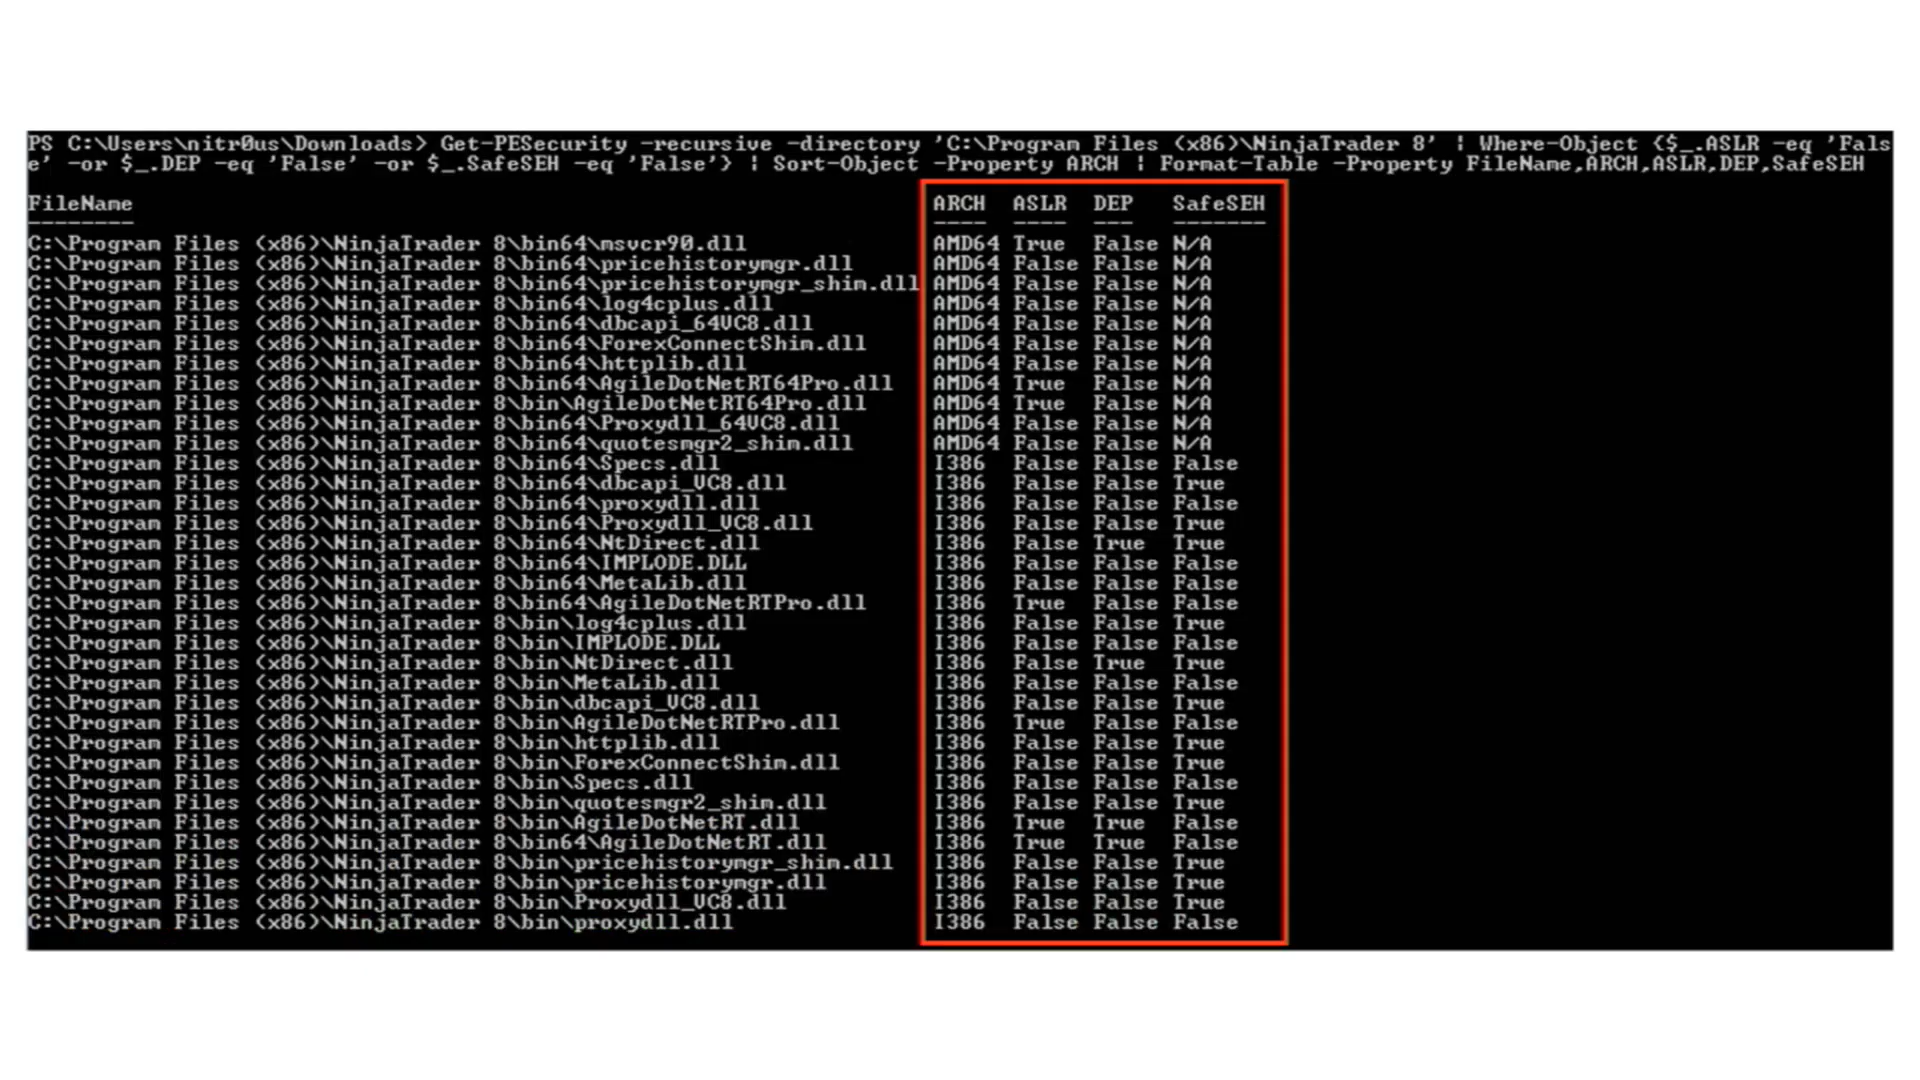 PS C:\Users\nitr0us\Downloads> Get-PESecurity -recursive -directory 'C:\Program Files (x86)\NinjaTrader 8' | Where-Object {$_.ASLR -eq 'Fals
e' -or $_.DEP -eq 'False' -or $_.SafeSEH -eq 'False'} | Sort-Object -Property ARCH | Format-Table -Property FileName,ARCH,ASLR,DEP,SafeSEH
FileName ARCH ASLR DEP SafeSEH
-------- ---- ---- --- -------
C:\Program Files (x86)\NinjaTrader 8\bin64\msvcr90.dll AMD64 True False N/A
C:\Program Files (x86)\NinjaTrader 8\bin64\pricehistorymgr.dll AMD64 False False N/A
C:\Program Files (x86)\NinjaTrader 8\bin64\pricehistorymgr_shim.dll AMD64 False False N/A
C:\Program Files (x86)\NinjaTrader 8\bin64\log4cplus.dll AMD64 False False N/A
C:\Program Files (x86)\NinjaTrader 8\bin64\dbcapi_64VC8.dll AMD64 False False N/A
C:\Program Files (x86)\NinjaTrader 8\bin64\ForexConnectShim.dll AMD64 False False N/A
C:\Program Files (x86)\NinjaTrader 8\bin64\httplib.dll AMD64 False False N/A
C:\Program Files (x86)\NinjaTrader 8\bin64\AgileDotNetRT64Pro.dll AMD64 True False N/A
C:\Program Files (x86)\NinjaTrader 8\bin\AgileDotNetRT64Pro.dll AMD64 True False N/A
C:\Program Files (x86)\NinjaTrader 8\bin64\Proxydll_64VC8.dll AMD64 False False N/A
C:\Program Files (x86)\NinjaTrader 8\bin64\quotesmgr2_shim.dll AMD64 False False N/A
C:\Program Files (x86)\NinjaTrader 8\bin64\Specs.dll I386 False False False
C:\Program Files (x86)\NinjaTrader 8\bin64\dbcapi_VC8.dll I386 False False True
C:\Program Files (x86)\NinjaTrader 8\bin64\proxydll.dll I386 False False False
C:\Program Files (x86)\NinjaTrader 8\bin64\Proxydll_VC8.dll I386 False False True
C:\Program Files (x86)\NinjaTrader 8\bin64\NtDirect.dll I386 False True True
C:\Program Files (x86)\NinjaTrader 8\bin64\IMPLODE.DLL I386 False False False
C:\Program Files (x86)\NinjaTrader 8\bin64\MetaLib.dll I386 False False False
C:\Program Files (x86)\NinjaTrader 8\bin64\AgileDotNetRTPro.dll I386 True False False
C:\Program Files (x86)\NinjaTrader 8\bin\log4cplus.dll I386 False False True
C:\Program Files (x86)\NinjaTrader 8\bin\IMPLODE.DLL I386 False False False
C:\Program Files (x86)\NinjaTrader 8\bin\NtDirect.dll I386 False True True
C:\Program Files (x86)\NinjaTrader 8\bin\MetaLib.dll I386 False False False
C:\Program Files (x86)\NinjaTrader 8\bin\dbcapi_VC8.dll I386 False False True
C:\Program Files (x86)\NinjaTrader 8\bin\AgileDotNetRTPro.dll I386 True False False
C:\Program Files (x86)\NinjaTrader 8\bin\httplib.dll I386 False False True
C:\Program Files (x86)\NinjaTrader 8\bin\ForexConnectShim.dll I386 False False True
C:\Program Files (x86)\NinjaTrader 8\bin\Specs.dll I386 False False False
C:\Program Files (x86)\NinjaTrader 8\bin\quotesmgr2_shim.dll I386 False False True
C:\Program Files (x86)\NinjaTrader 8\bin\AgileDotNetRT.dll I386 True True False
C:\Program Files (x86)\NinjaTrader 8\bin64\AgileDotNetRT.dll I386 True True False
C:\Program Files (x86)\NinjaTrader 8\bin\pricehistorymgr_shim.dll I386 False False True
C:\Program Files (x86)\NinjaTrader 8\bin\pricehistorymgr.dll I386 False False True
C:\Program Files (x86)\NinjaTrader 8\bin\Proxydll_VC8.dll I386 False False True
C:\Program Files (x86)\NinjaTrader 8\bin\proxydll.dll I386 False False False